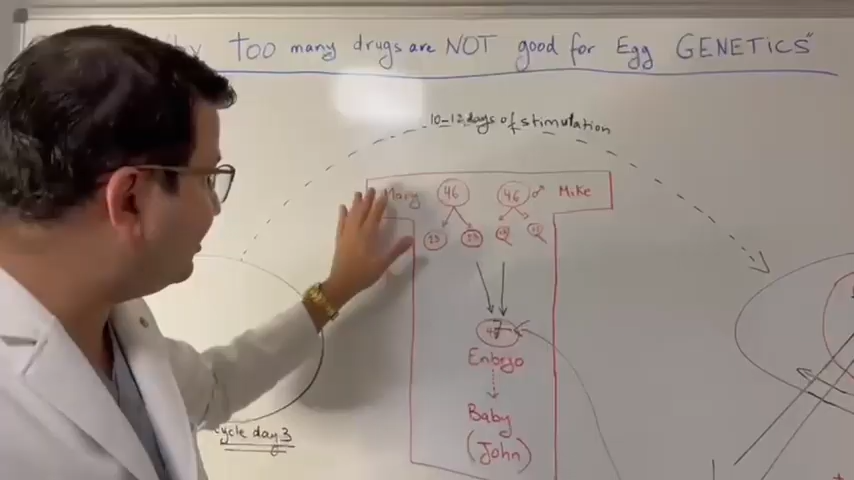 Why TOO many drugs are NOT good for Egg GENETICS"
10-12 days of stimulation
Mary 46 46 ♂ Mike
23 23
Embryo
Baby
(John)
cycle day 3